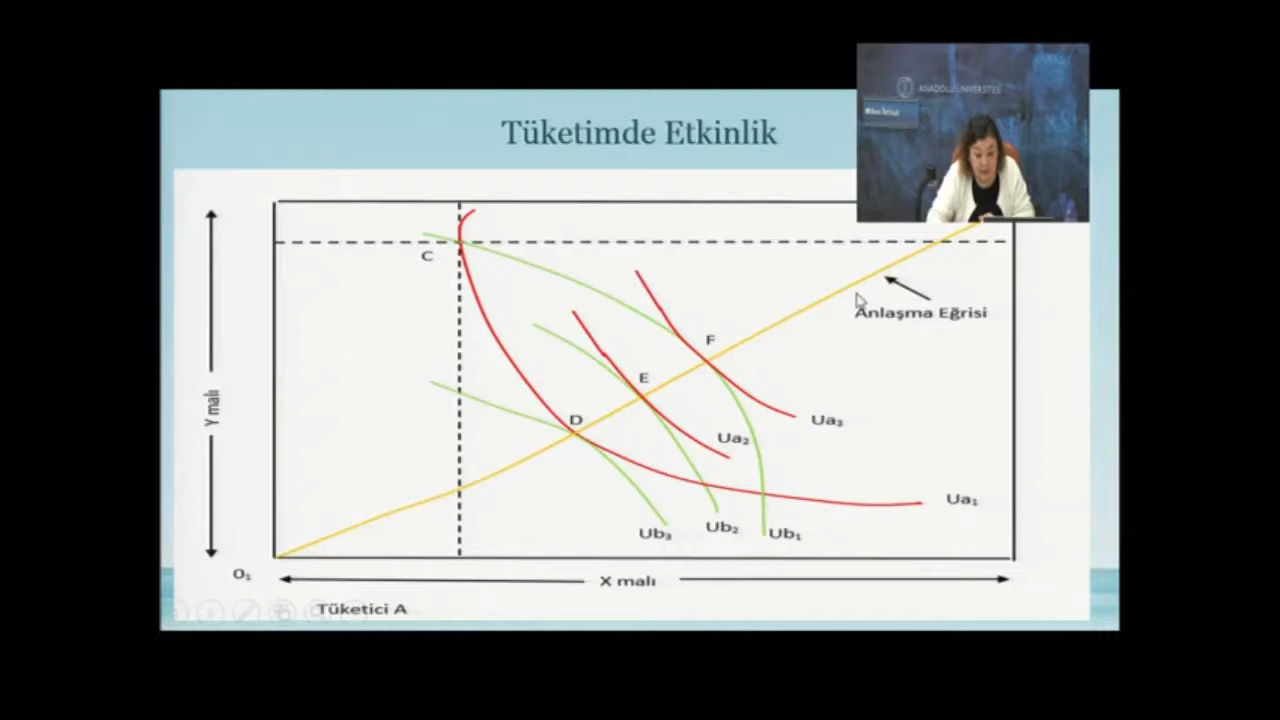 Tüketimde Etkinlik
ANADOLU ÜNİVERSİTESİ
C
F
Anlaşma Eğrisi
E
D
Y malı
Ua₃
Ua₂
Ua₁
Ub₃
Ub₂
Ub₁
O₁
X malı
Tüketici A